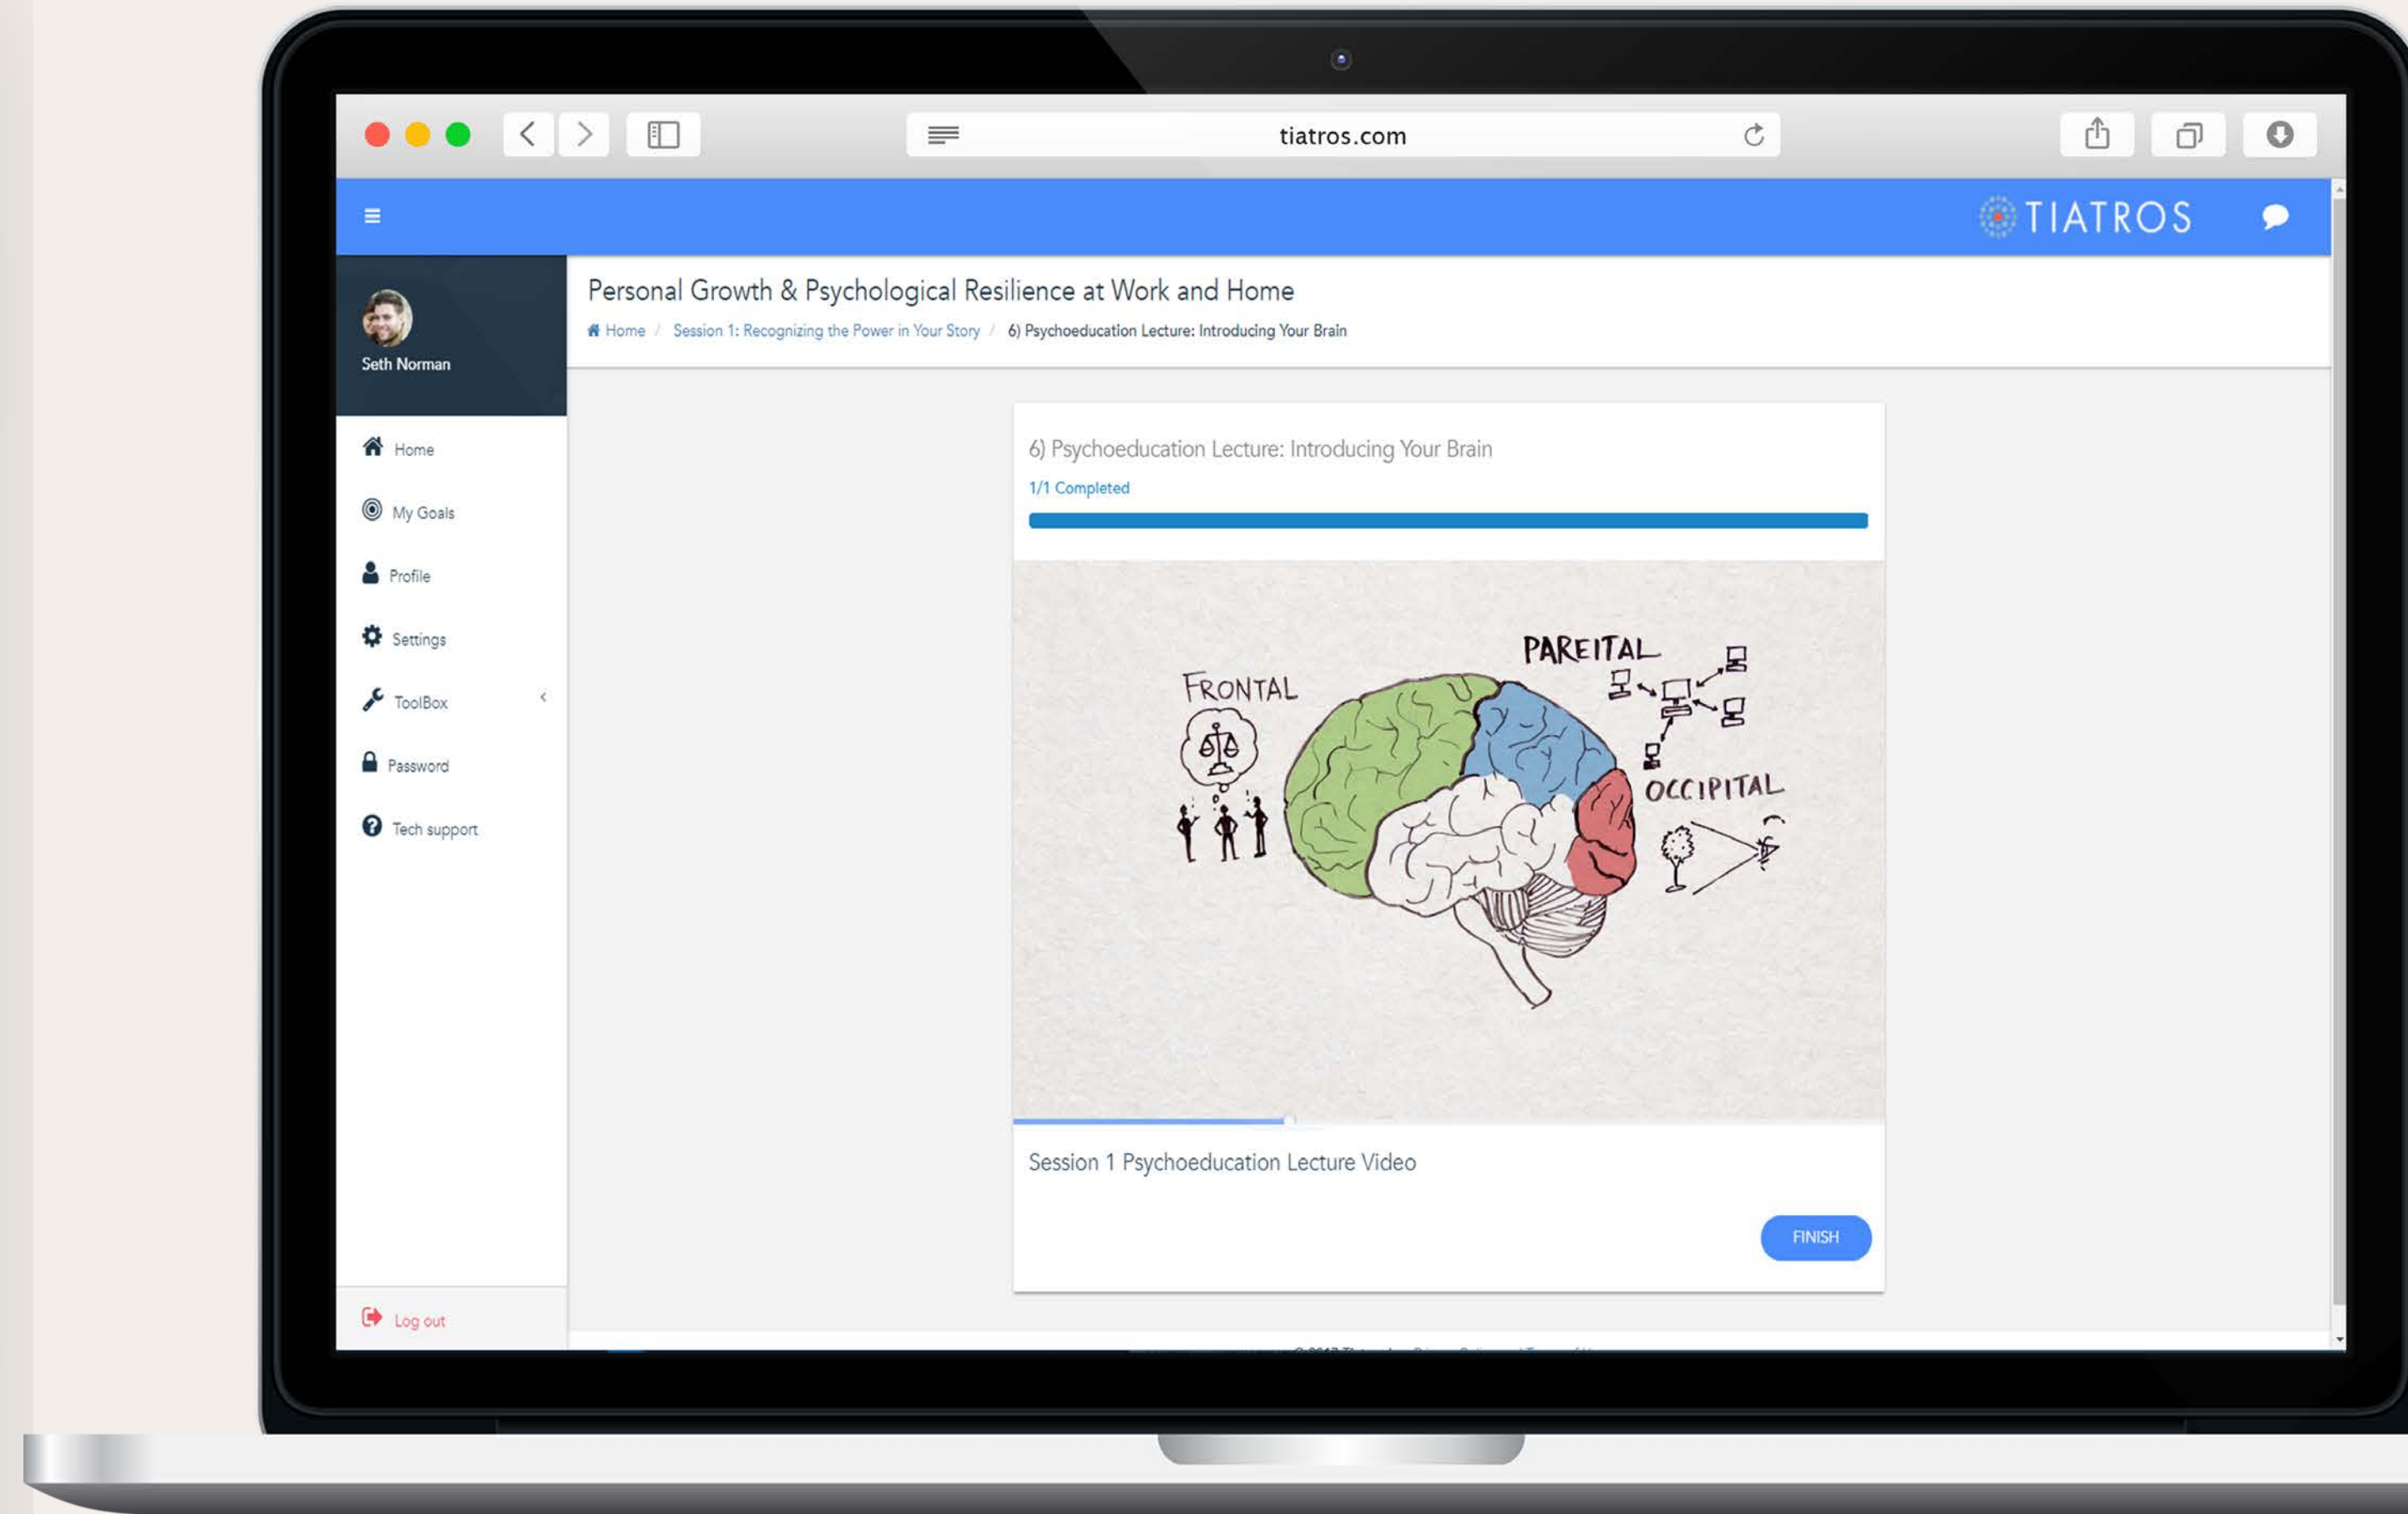 tiatros.com
TIATROS
Seth Norman
Personal Growth & Psychological Resilience at Work and Home
Home / Session 1: Recognizing the Power in Your Story / 6) Psychoeducation Lecture: Introducing Your Brain
Home
My Goals
Profile
Settings
ToolBox
Password
Tech support
Log out
6) Psychoeducation Lecture: Introducing Your Brain
1/1 Completed
FRONTAL
PAREITAL
OCCIPITAL
Session 1 Psychoeducation Lecture Video
FINISH